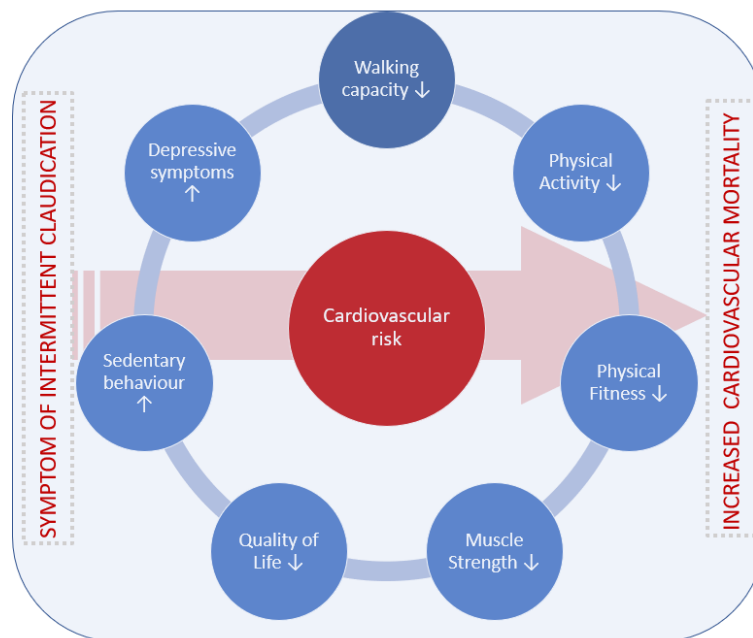 Walking
capacity ↓
Depressive
symptoms
↑
Physical
Activity ↓
SYMPTOM OF INTERMITTENT CLAUDICATION
INCREASED CARDIOVASCULAR MORTALITY
Cardiovascular
risk
Sedentary
behaviour
↑
Physical
Fitness ↓
Quality of
Life ↓
Muscle
Strength ↓